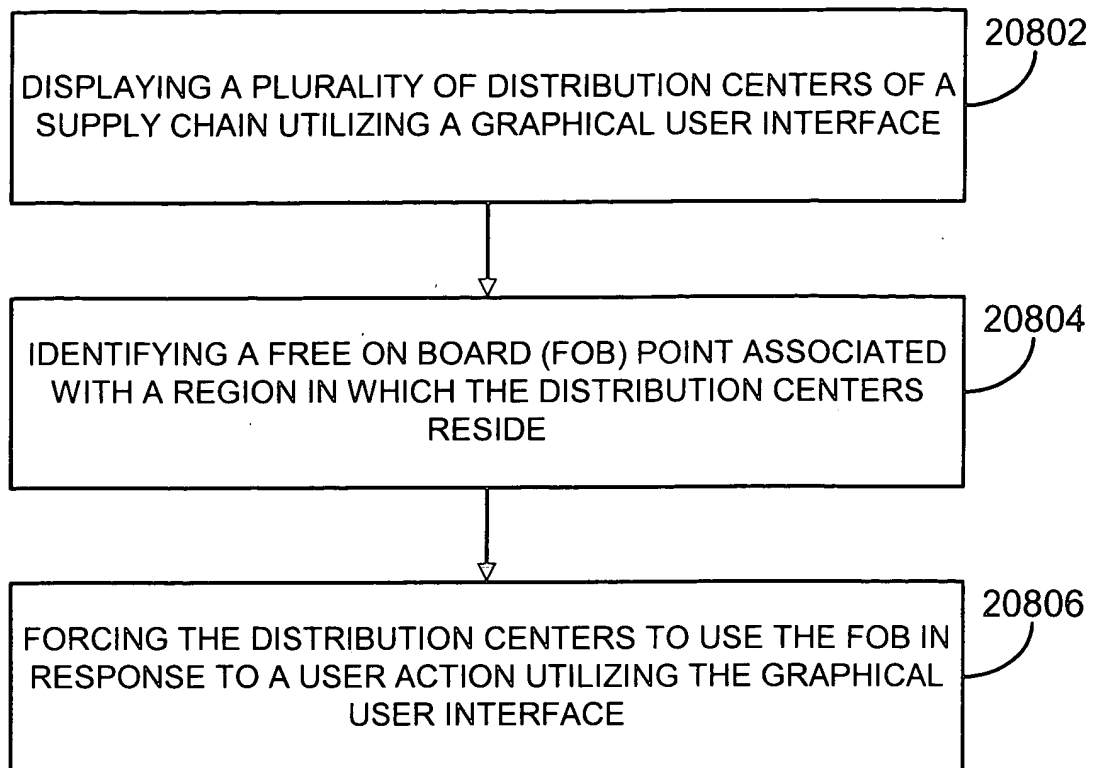 20802
DISPLAYING A PLURALITY OF DISTRIBUTION CENTERS OF A
SUPPLY CHAIN UTILIZING A GRAPHICAL USER INTERFACE
20804
IDENTIFYING A FREE ON BOARD (FOB) POINT ASSOCIATED
WITH A REGION IN WHICH THE DISTRIBUTION CENTERS
RESIDE
20806
FORCING THE DISTRIBUTION CENTERS TO USE THE FOB IN
RESPONSE TO A USER ACTION UTILIZING THE GRAPHICAL
USER INTERFACE